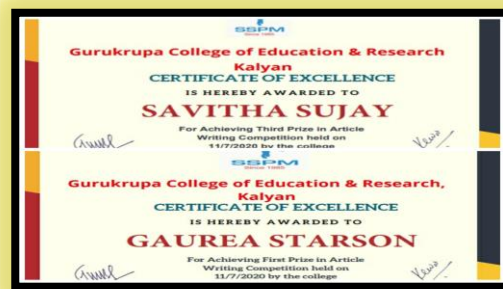 SSPM
Since 1985
Gurukrupa College of Education & Research
Kalyan
CERTIFICATE OF EXCELLENCE
IS HEREBY AWARDED TO
SAVITHA SUJAY
For Achieving Third Prize in Article
Writing Competition held on
11/7/2020 by the college
SSPM
Since 1985
Gurukrupa College of Education & Research,
Kalyan
CERTIFICATE OF EXCELLENCE
IS HEREBY AWARDED TO
GAUREA STARSON
For Achieving First Prize in Article
Writing Competition held on
11/7/2020 by the college